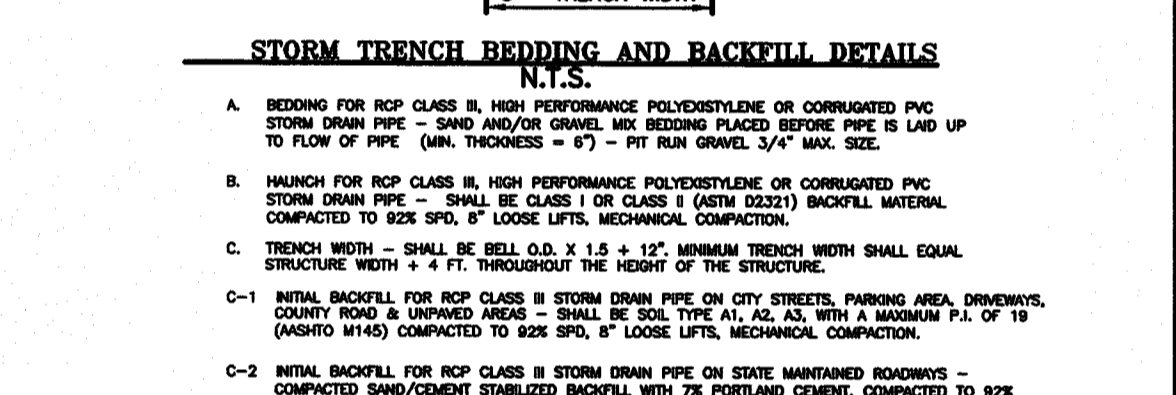 TRENCH WIDTH
STORM TRENCH BEDDING AND BACKFILL DETAILS
N.T.S.
A. BEDDING FOR RCP CLASS III, HIGH PERFORMANCE POLYEXISTYLENE OR CORRUGATED PVC
STORM DRAIN PIPE – SAND AND/OR GRAVEL MIX BEDDING PLACED BEFORE PIPE IS LAID UP
TO FLOW OF PIPE (MIN. THICKNESS = 6") – PIT RUN GRAVEL 3/4" MAX. SIZE.
B. HAUNCH FOR RCP CLASS III, HIGH PERFORMANCE POLYEXISTYLENE OR CORRUGATED PVC
STORM DRAIN PIPE – SHALL BE CLASS I OR CLASS II (ASTM D2321) BACKFILL MATERIAL
COMPACTED TO 92% SPD, 8" LOOSE LIFTS, MECHANICAL COMPACTION.
C. TRENCH WIDTH – SHALL BE BELL O.D. X 1.5 + 12". MINIMUM TRENCH WIDTH SHALL EQUAL
STRUCTURE WIDTH + 4 FT. THROUGHOUT THE HEIGHT OF THE STRUCTURE.
C-1 INITIAL BACKFILL FOR RCP CLASS III STORM DRAIN PIPE ON CITY STREETS, PARKING AREA, DRIVEWAYS,
COUNTY ROAD & UNPAVED AREAS – SHALL BE SOIL TYPE A1, A2, A3, WITH A MAXIMUM P.I. OF 19
(AASHTO M145) COMPACTED TO 92% SPD, 8" LOOSE LIFTS, MECHANICAL COMPACTION.
C-2 INITIAL BACKFILL FOR RCP CLASS III STORM DRAIN PIPE ON STATE MAINTAINED ROADWAYS –
COMPACTED SAND/CEMENT STABILIZED BACKFILL WITH 7% PORTLAND CEMENT, COMPACTED TO 92%